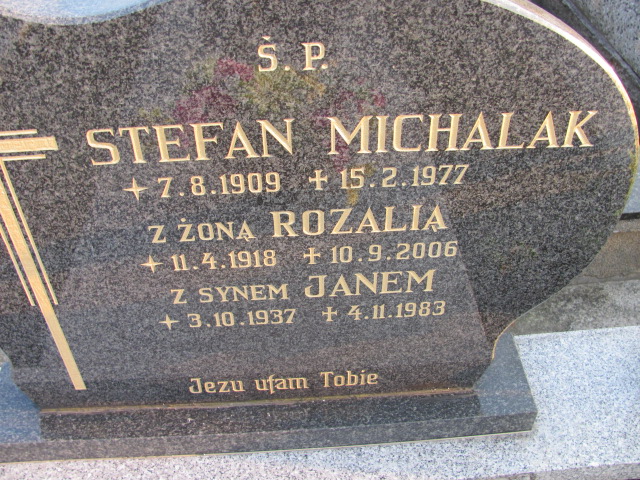 Ś. P.
STEFAN MICHALAK
7.8.1909 + 15.2.1977
Z ŻONĄ ROZALIĄ
11.4.1918 + 10.9.2006
Z SYNEM JANEM
3.10.1937 + 4.11.1983
Jezu ufam Tobie